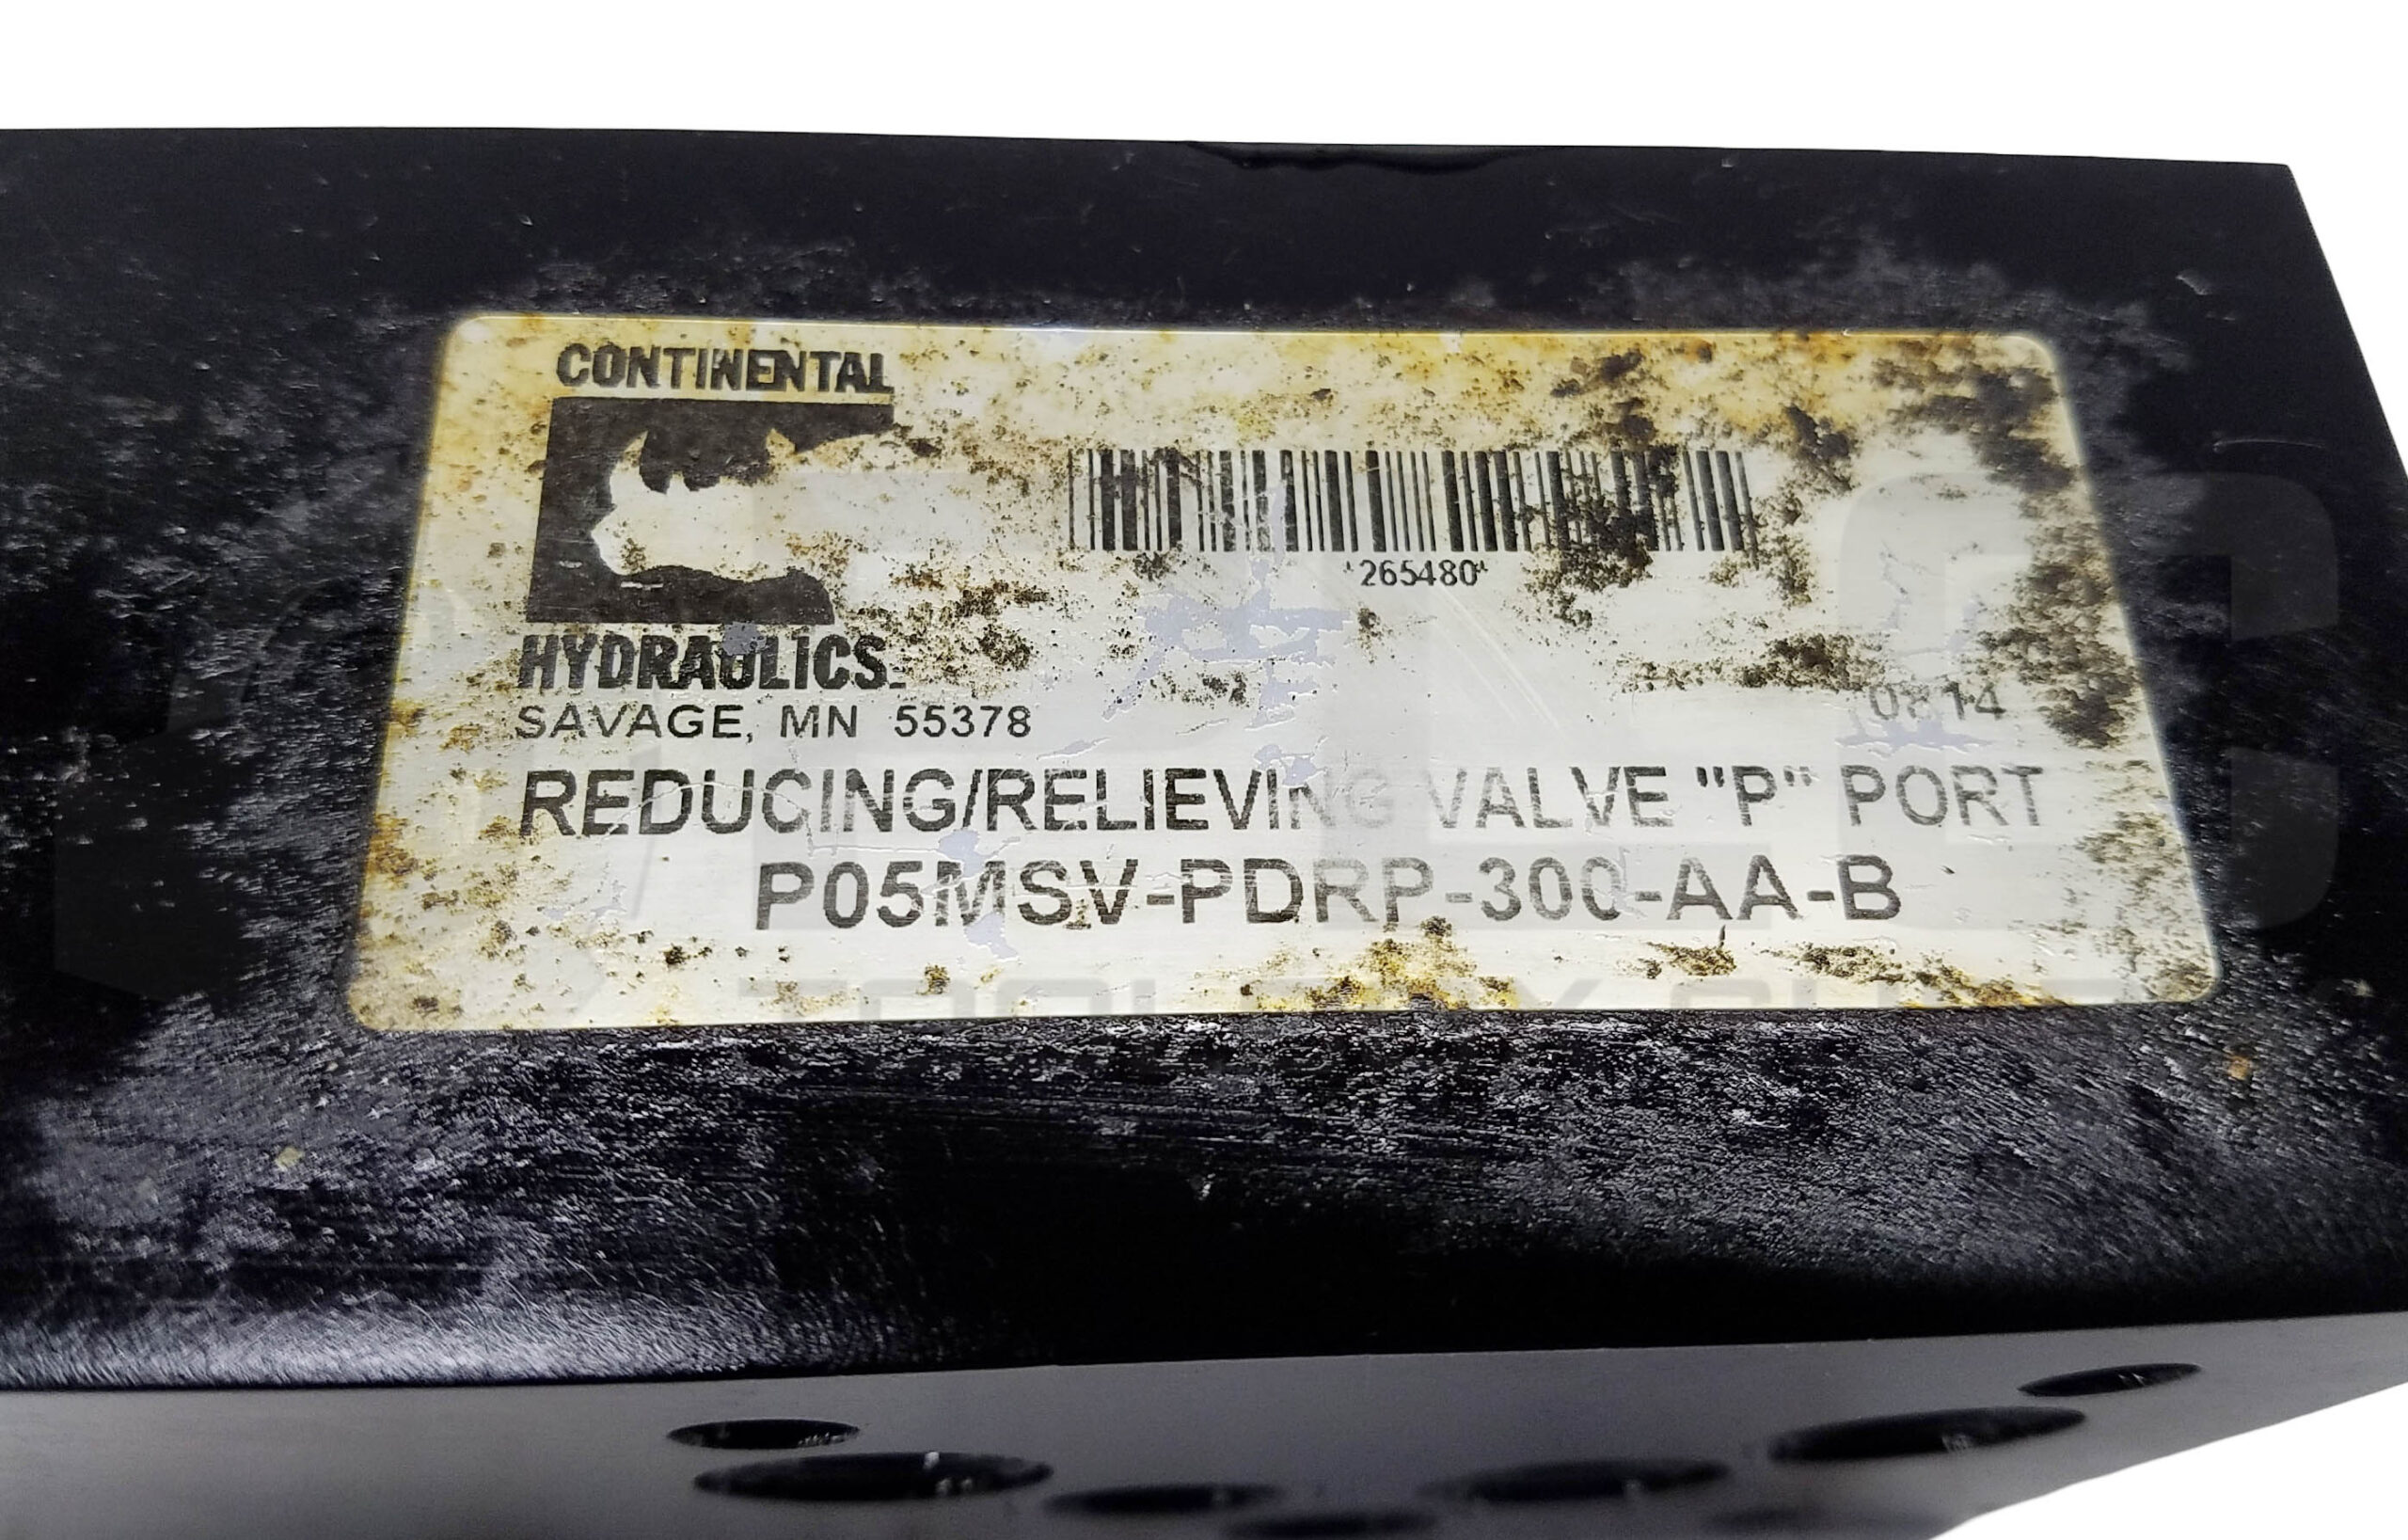 CONTINENTAL
HYDRAULICS
SAVAGE, MN 55378
*265480*
REDUCING/RELIEVING VALVE "P" PORT
P05MSV-PDRP-300-AA-B